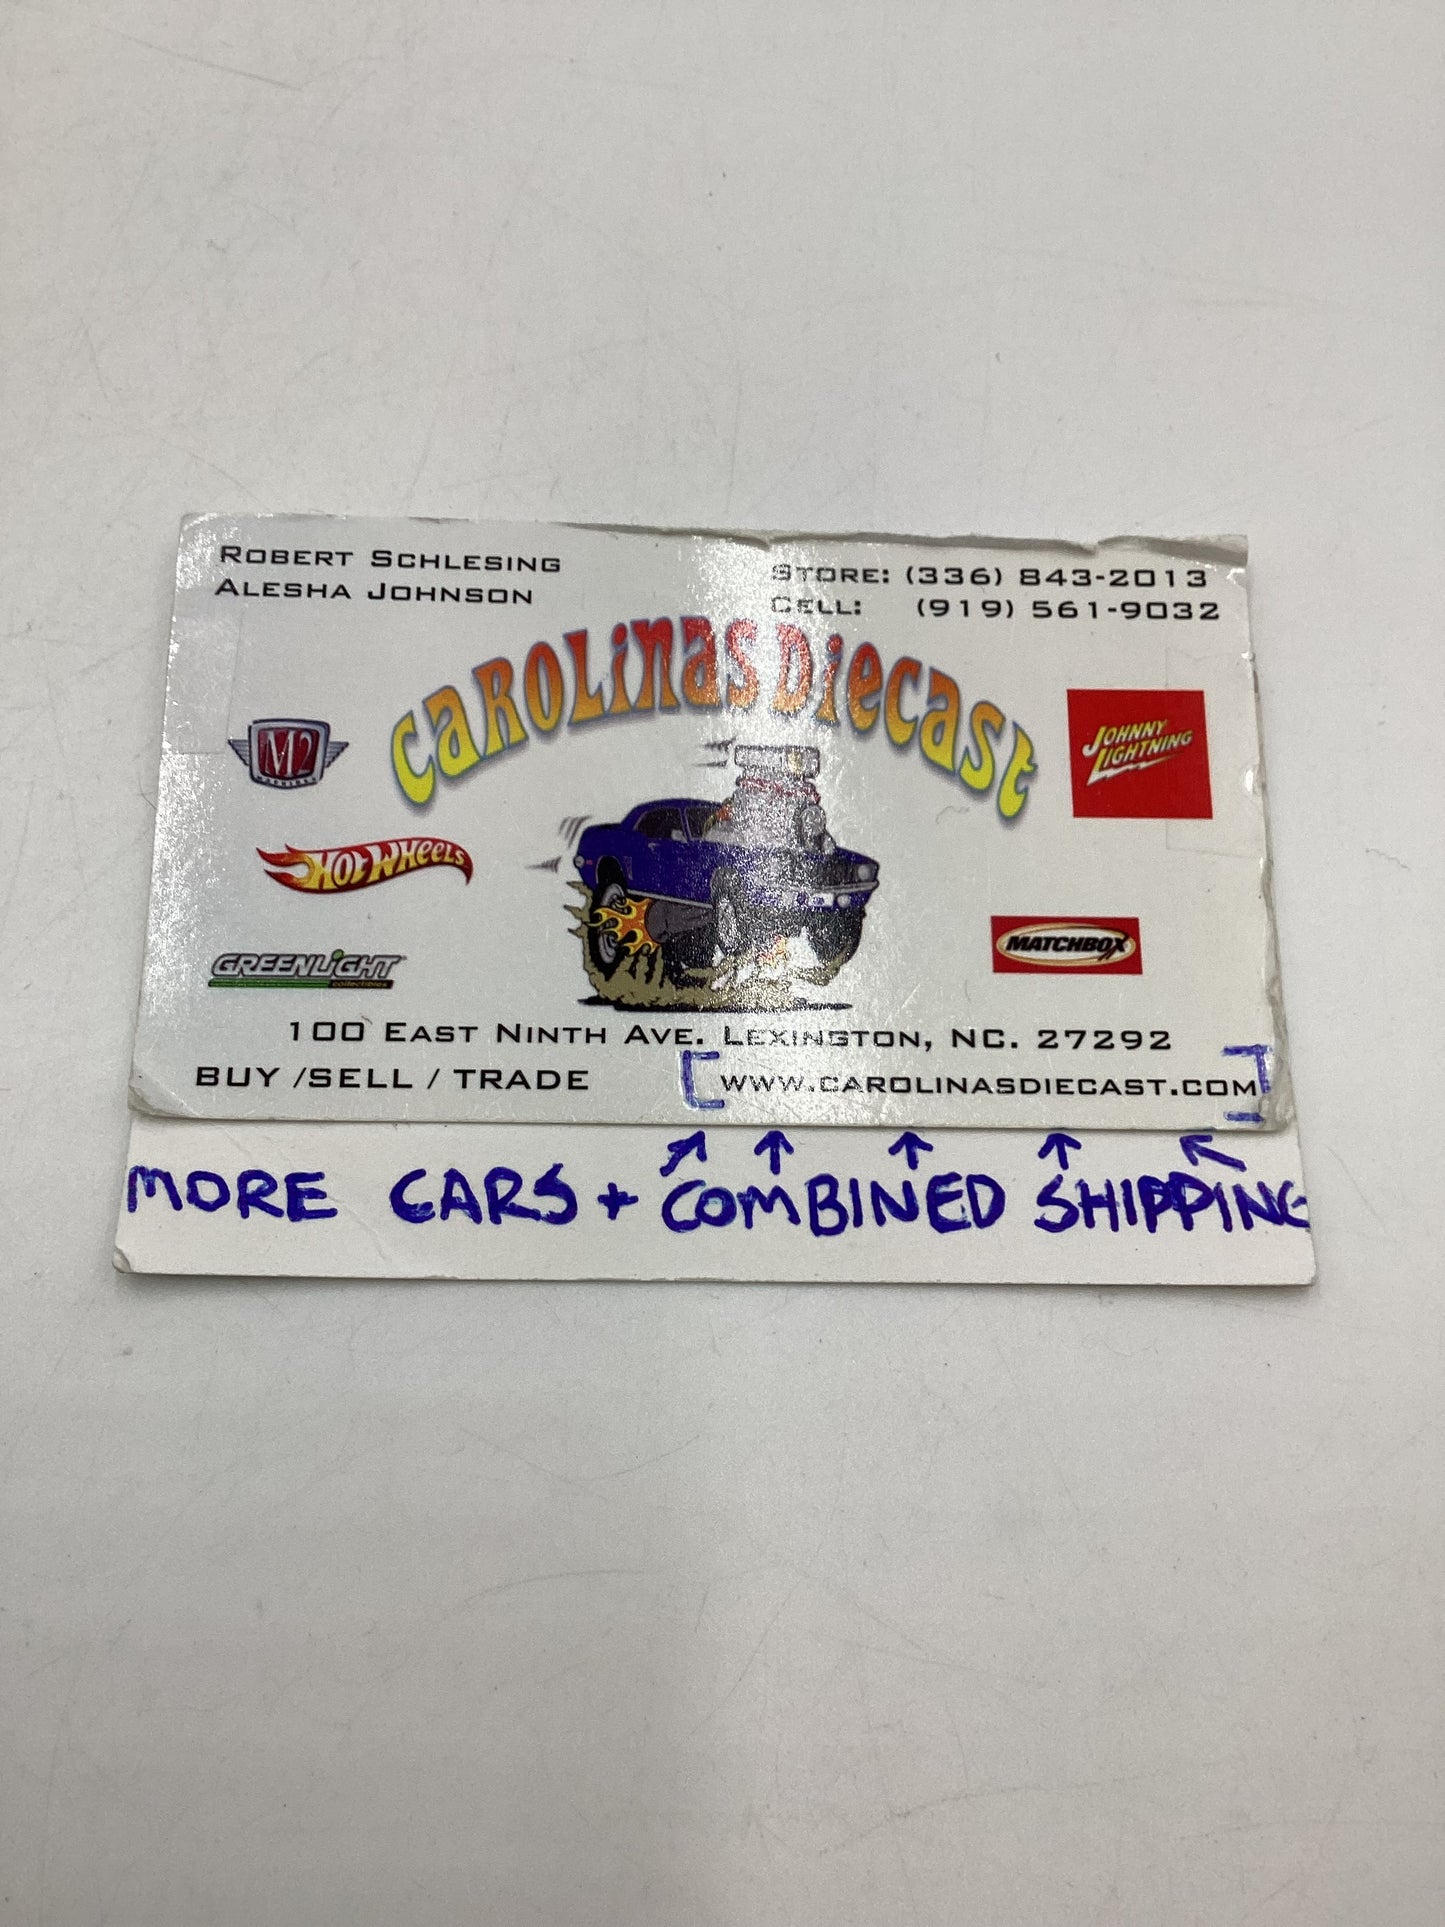 ROBERT SCHLESING
ALESHA JOHNSON
STORE: (336) 843-2013
CELL: (919) 561-9032
CAROLINAS DIECAST
M2
MACHINES
JOHNNY LIGHTNING
HOT WHEELS
MATCHBOX
GREENLIGHT
collectibles
100 EAST NINTH AVE. LEXINGTON, NC. 27292
BUY /SELL / TRADE
WWW.CAROLINASDIECAST.COM
MORE CARS + COMBINED SHIPPING